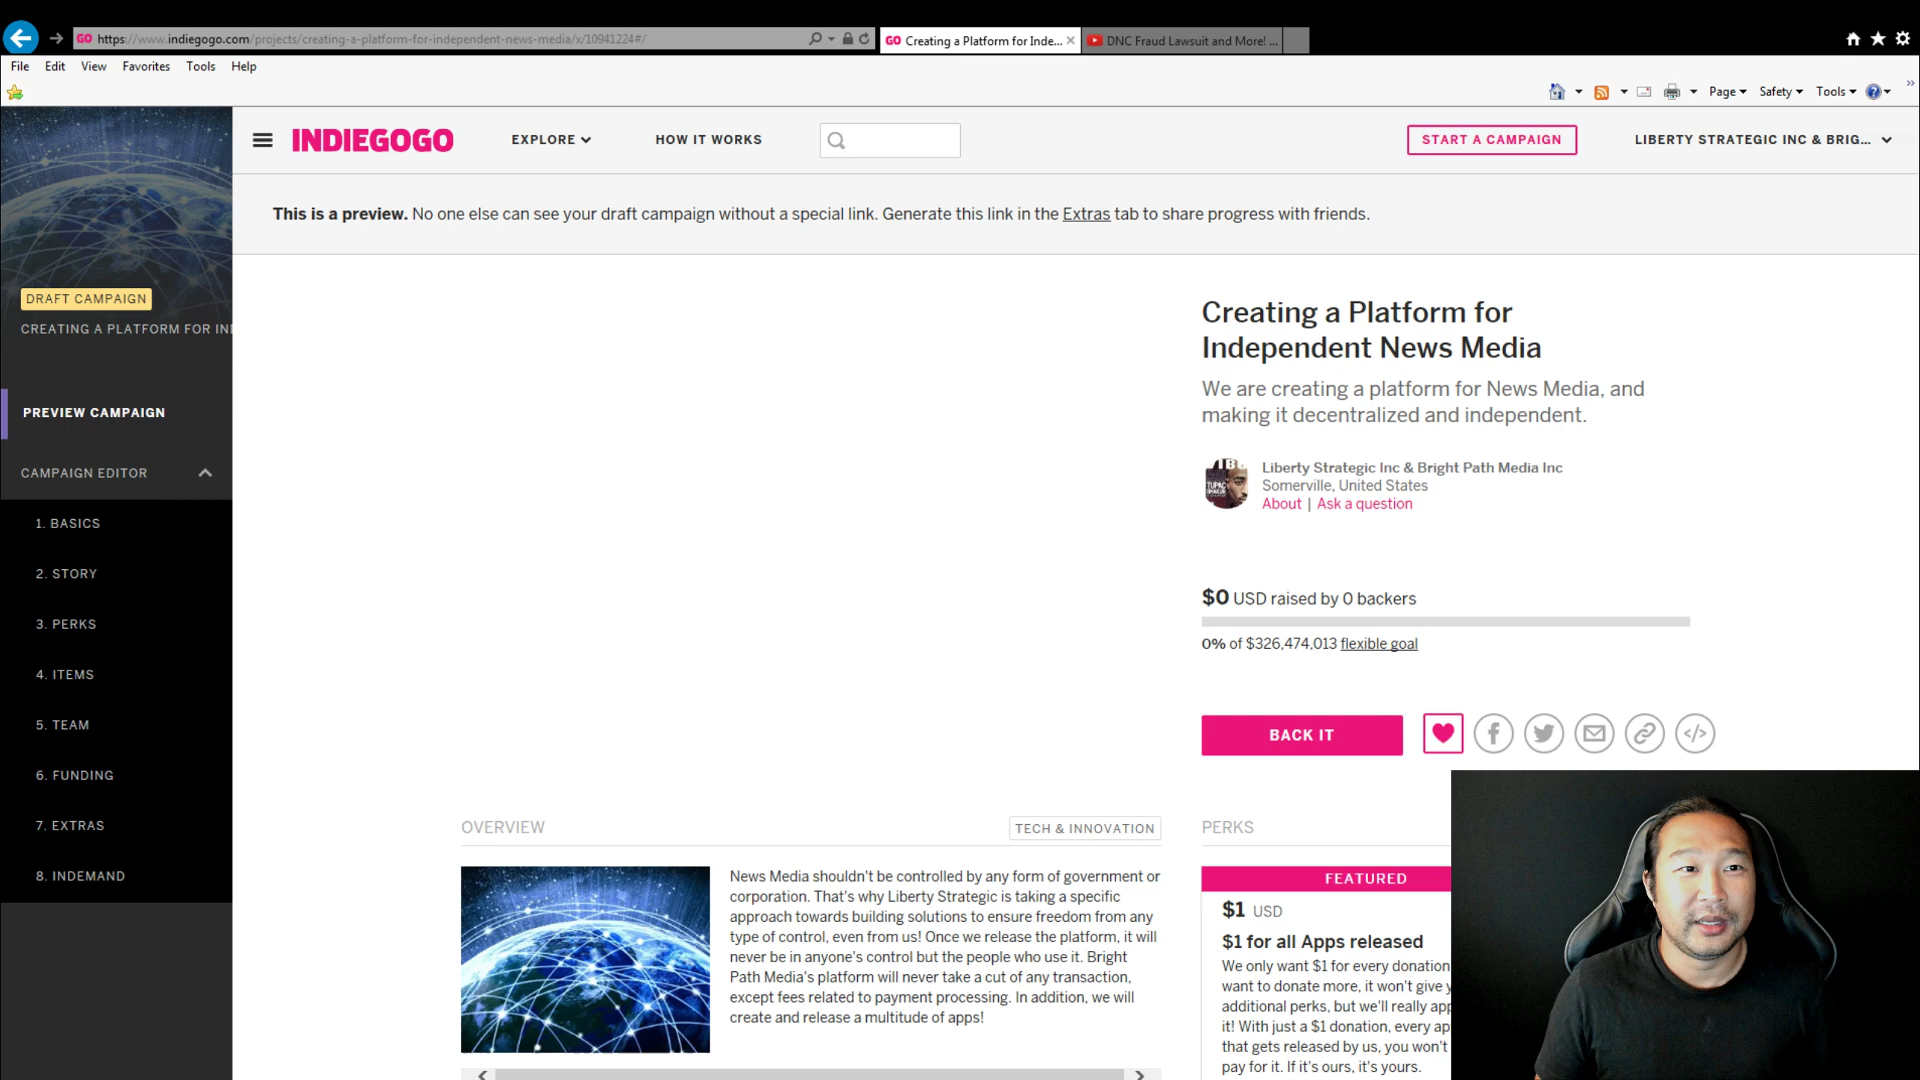 GO https://www.indiegogo.com/projects/creating-a-platform-for-independent-news-media/x/10941224#/
GO Creating a Platform for Inde...
DNC Fraud Lawsuit and More! ...
File Edit View Favorites Tools Help
Page Safety Tools
INDIEGOGO
EXPLORE
HOW IT WORKS
START A CAMPAIGN
LIBERTY STRATEGIC INC & BRIG...
This is a preview. No one else can see your draft campaign without a special link. Generate this link in the Extras tab to share progress with friends.
DRAFT CAMPAIGN
CREATING A PLATFORM FOR IN
PREVIEW CAMPAIGN
CAMPAIGN EDITOR
1. BASICS
2. STORY
3. PERKS
4. ITEMS
5. TEAM
6. FUNDING
7. EXTRAS
8. INDEMAND
Creating a Platform for
Independent News Media
We are creating a platform for News Media, and
making it decentralized and independent.
TUPAC
Liberty Strategic Inc & Bright Path Media Inc
Somerville, United States
About | Ask a question
$0 USD raised by 0 backers
0% of $326,474,013 flexible goal
BACK IT
OVERVIEW
TECH & INNOVATION
News Media shouldn't be controlled by any form of government or
corporation. That's why Liberty Strategic is taking a specific
approach towards building solutions to ensure freedom from any
type of control, even from us! Once we release the platform, it will
never be in anyone's control but the people who use it. Bright
Path Media's platform will never take a cut of any transaction,
except fees related to payment processing. In addition, we will
create and release a multitude of apps!
PERKS
FEATURED
$1 USD
$1 for all Apps released
We only want $1 for every donation
want to donate more, it won't give y
additional perks, but we'll really app
it! With just a $1 donation, every ap
that gets released by us, you won't
pay for it. If it's ours, it's yours.